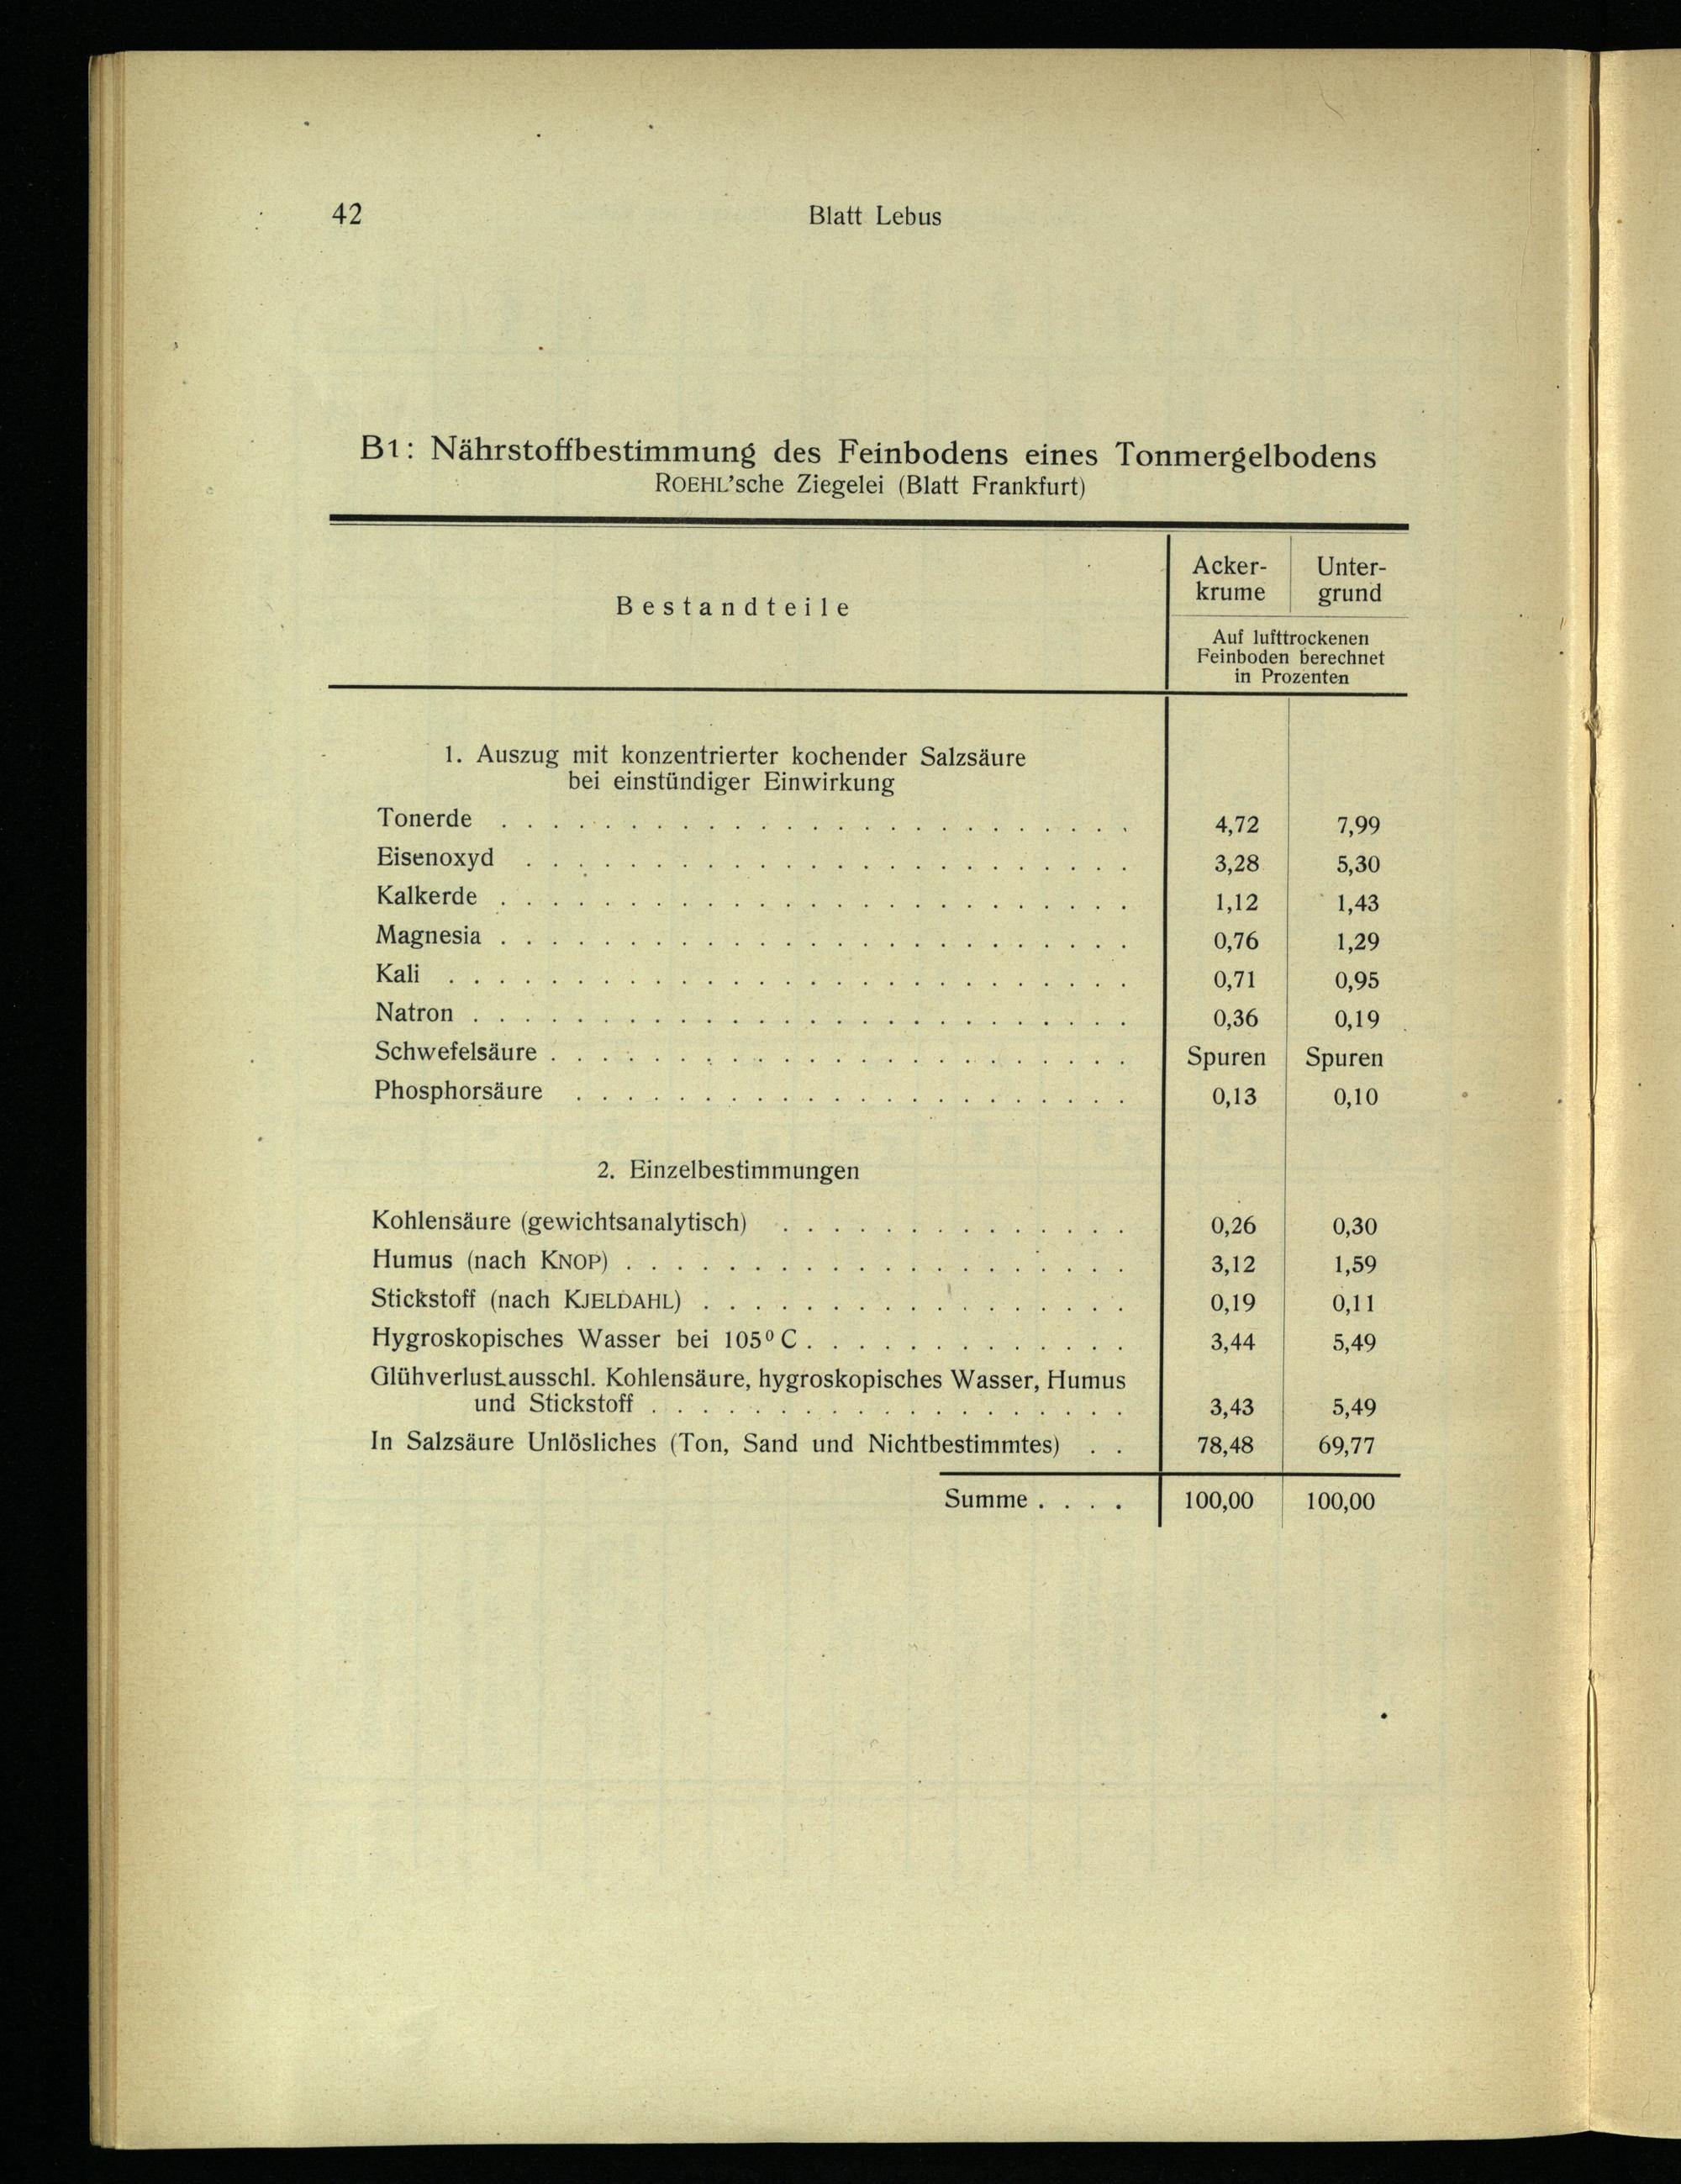 42 Blatt Lebus
B1: Nährstoffbestimmung des Feinbodens eines Tonmergelbodens
ROEHL'sche Ziegelei (Blatt Frankfurt)
Bestandteile
Acker-
krume
Unter-
grund
Auf lufttrockenen
Feinboden berechnet
in Prozenten
1. Auszug mit konzentrierter kochender Salzsäure
bei einstündiger Einwirkung
Tonerde . . . . . . . . . . . . . . . . . . . . . . . . . 4,72 7,99
Eisenoxyd . . . . . . . . . . . . . . . . . . . . . . . . 3,28 5,30
Kalkerde . . . . . . . . . . . . . . . . . . . . . . . . . 1,12 1,43
Magnesia . . . . . . . . . . . . . . . . . . . . . . . . . 0,76 1,29
Kali . . . . . . . . . . . . . . . . . . . . . . . . . . . 0,71 0,95
Natron . . . . . . . . . . . . . . . . . . . . . . . . . . 0,36 0,19
Schwefelsäure . . . . . . . . . . . . . . . . . . . . . . . Spuren Spuren
Phosphorsäure . . . . . . . . . . . . . . . . . . . . . . 0,13 0,10
2. Einzelbestimmungen
Kohlensäure (gewichtsanalytisch) . . . . . . . . . . . . . . 0,26 0,30
Humus (nach KNOP) . . . . . . . . . . . . . . . . . . . . 3,12 1,59
Stickstoff (nach KJELDAHL) . . . . . . . . . . . . . . . . . 0,19 0,11
Hygroskopisches Wasser bei 105⁰ C . . . . . . . . . . . . . 3,44 5,49
Glühverlust ausschl. Kohlensäure, hygroskopisches Wasser, Humus
und Stickstoff . . . . . . . . . . . . . . . . . . . 3,43 5,49
In Salzsäure Unlösliches (Ton, Sand und Nichtbestimmtes) . . 78,48 69,77
Summe . . . . 100,00 100,00